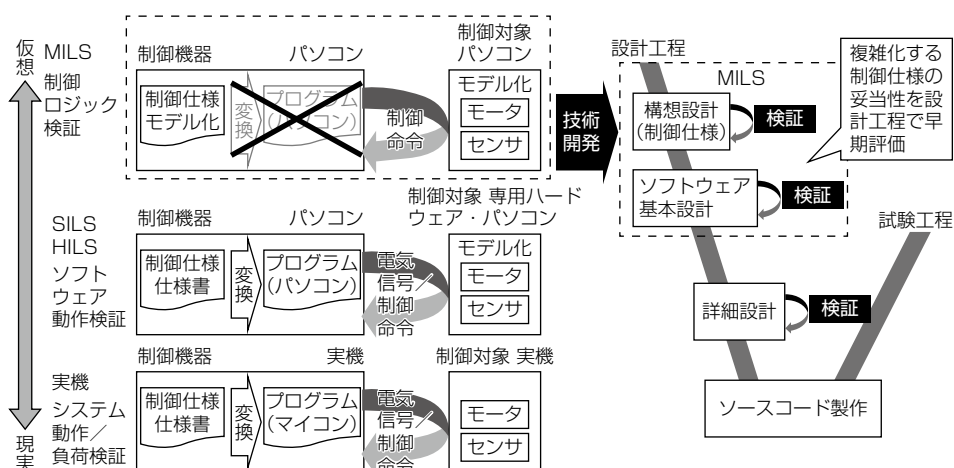 仮想
MILS
制御
ロジック
検証
制御機器
パソコン
制御対象
パソコン
制御仕様
モデル化
変換
プログラム
(パソコン)
制御
命令
モデル化
モータ
センサ
技術
開発
設計工程
MILS
構想設計
(制御仕様)
検証
ソフトウェア
基本設計
検証
複雑化する
制御仕様の
妥当性を設
計工程で早
期評価
試験工程
詳細設計
検証
ソースコード製作
SILS
HILS
ソフト
ウェア
動作検証
制御機器
パソコン
制御対象 専用ハード
ウェア・パソコン
制御仕様
仕様書
変換
プログラム
(パソコン)
電気
信号／
制御
命令
モデル化
モータ
センサ
実機
システム
動作／
負荷検証
現実
制御機器
実機
制御対象 実機
制御仕様
仕様書
変換
プログラム
(マイコン)
電気
信号／
制御
命令
モータ
センサ